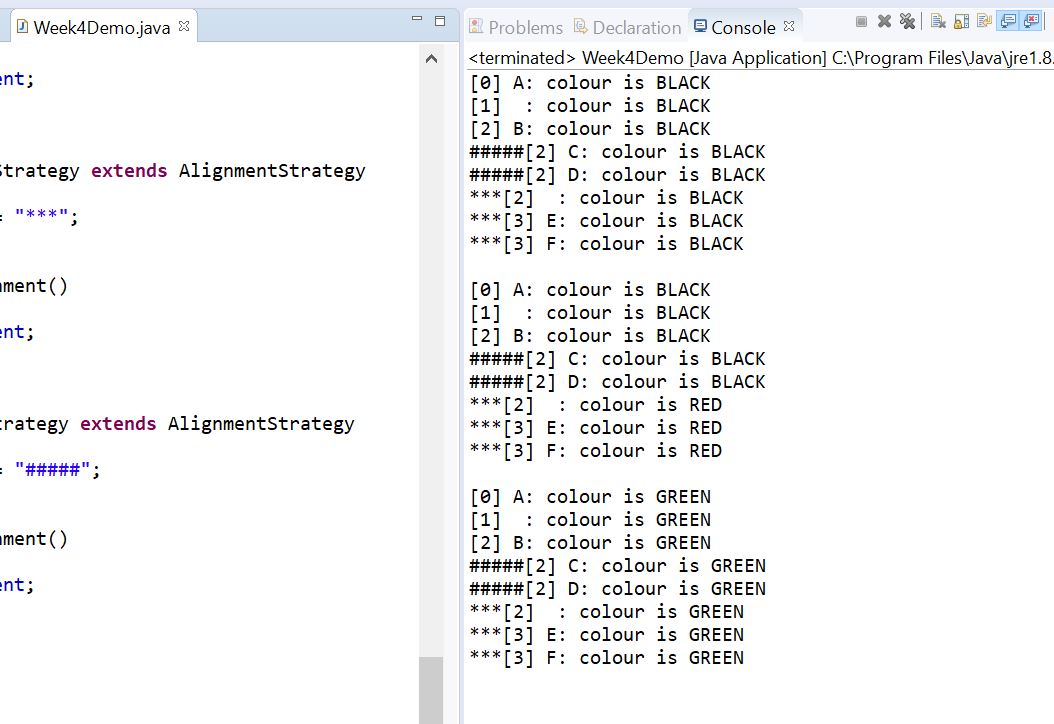 Week4Demo.java
ent;
Strategy extends AlignmentStrategy
= "***";
nment()
ent;
trategy extends AlignmentStrategy
= "#####";
nment()
ent;
Problems Declaration Console
<terminated> Week4Demo [Java Application] C:\Program Files\Java\jre1.8.
[0] A: colour is BLACK
[1]  : colour is BLACK
[2] B: colour is BLACK
#####[2] C: colour is BLACK
#####[2] D: colour is BLACK
***[2]  : colour is BLACK
***[3] E: colour is BLACK
***[3] F: colour is BLACK
[0] A: colour is BLACK
[1]  : colour is BLACK
[2] B: colour is BLACK
#####[2] C: colour is BLACK
#####[2] D: colour is BLACK
***[2]  : colour is RED
***[3] E: colour is RED
***[3] F: colour is RED
[0] A: colour is GREEN
[1]  : colour is GREEN
[2] B: colour is GREEN
#####[2] C: colour is GREEN
#####[2] D: colour is GREEN
***[2]  : colour is GREEN
***[3] E: colour is GREEN
***[3] F: colour is GREEN